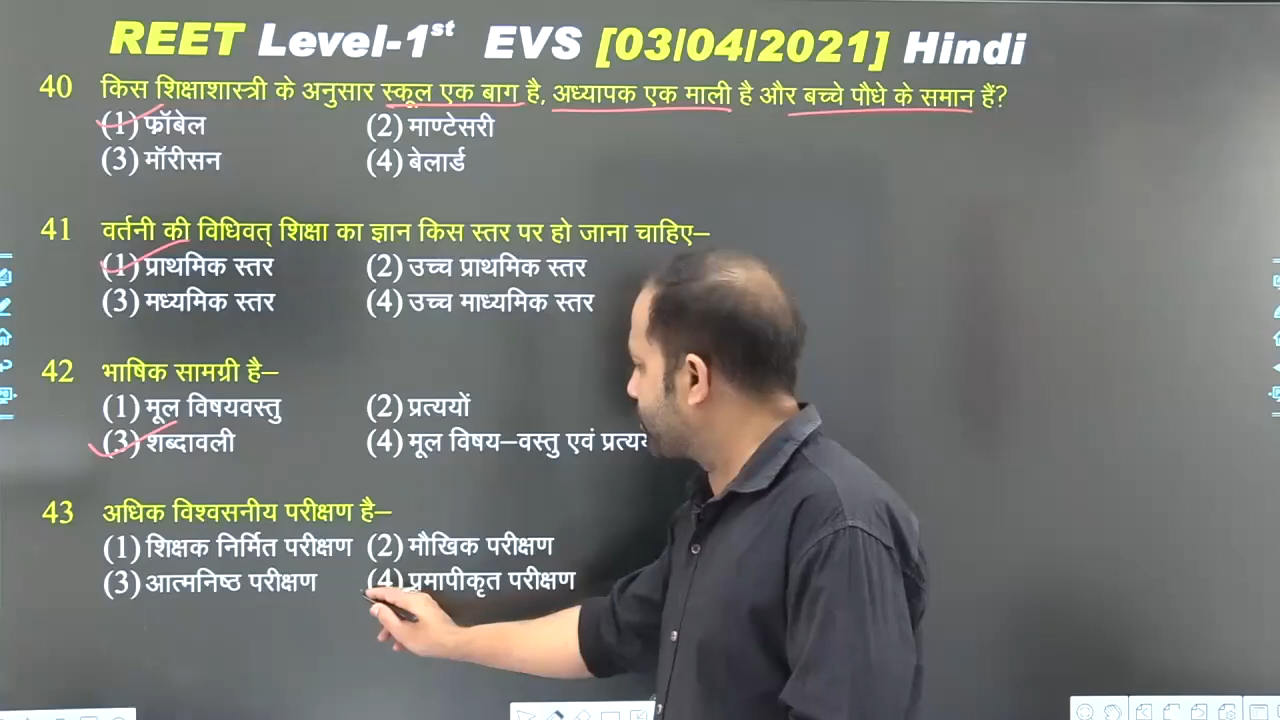 REET Level-1st EVS [03/04/2021] Hindi
40 किस शिक्षाशास्त्री के अनुसार स्कूल एक बाग है, अध्यापक एक माली है और बच्चे पौधे के समान हैं?
(1) फॉबेल (2) माण्टेसरी
(3) मॉरीसन (4) बेलार्ड
41 वर्तनी की विधिवत् शिक्षा का ज्ञान किस स्तर पर हो जाना चाहिए–
(1) प्राथमिक स्तर (2) उच्च प्राथमिक स्तर
(3) मध्यमिक स्तर (4) उच्च माध्यमिक स्तर
42 भाषिक सामग्री है–
(1) मूल विषयवस्तु (2) प्रत्ययों
(3) शब्दावली (4) मूल विषय–वस्तु एवं
43 अधिक विश्वसनीय परीक्षण है–
(1) शिक्षक निर्मित परीक्षण (2) मौखिक परीक्षण
(3) आत्मनिष्ठ परीक्षण (4) प्रमापीकृत परीक्षण